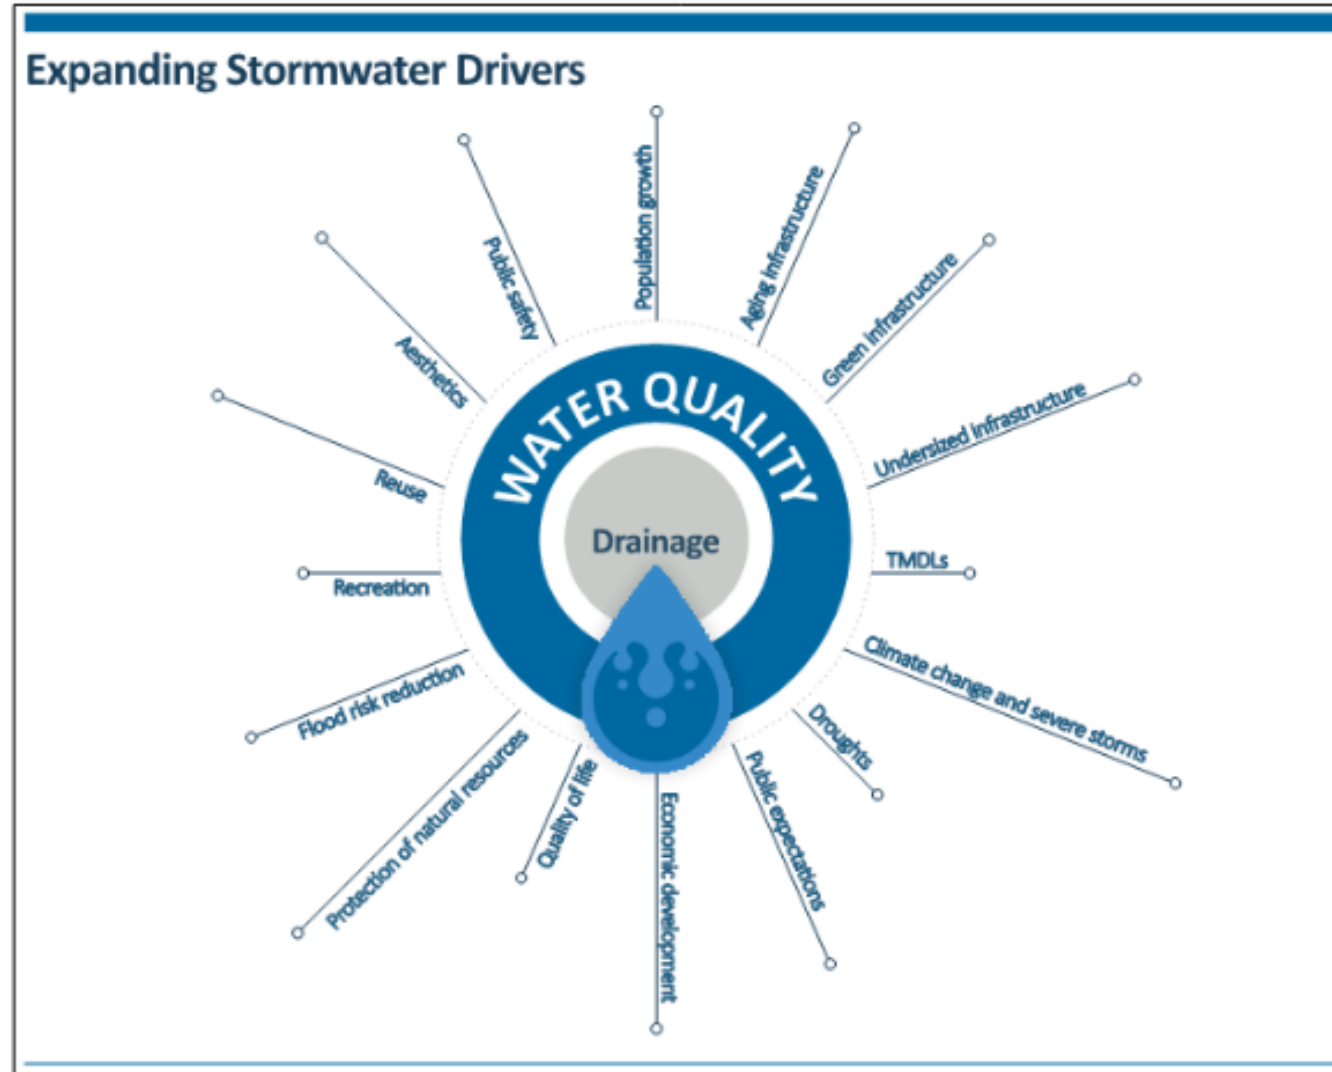 Expanding Stormwater Drivers
Population growth
Aging infrastructure
Green infrastructure
Undersized infrastructure
TMDLs
Climate change and severe storms
Droughts
Public expectations
Economic development
Quality of life
Protection of natural resources
Flood risk reduction
Recreation
Reuse
Aesthetics
Public safety
WATER QUALITY
Drainage